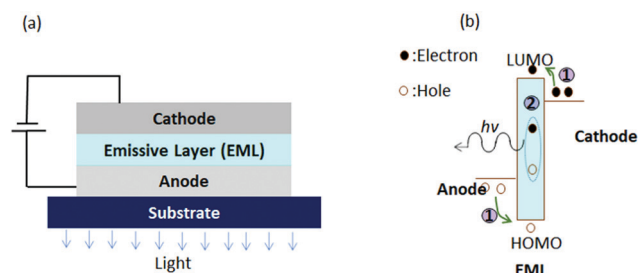 (a)
Cathode
Emissive Layer (EML)
Anode
Substrate
Light
(b)
:Electron
:Hole
LUMO
1
2
hv
Cathode
Anode
1
HOMO
EML